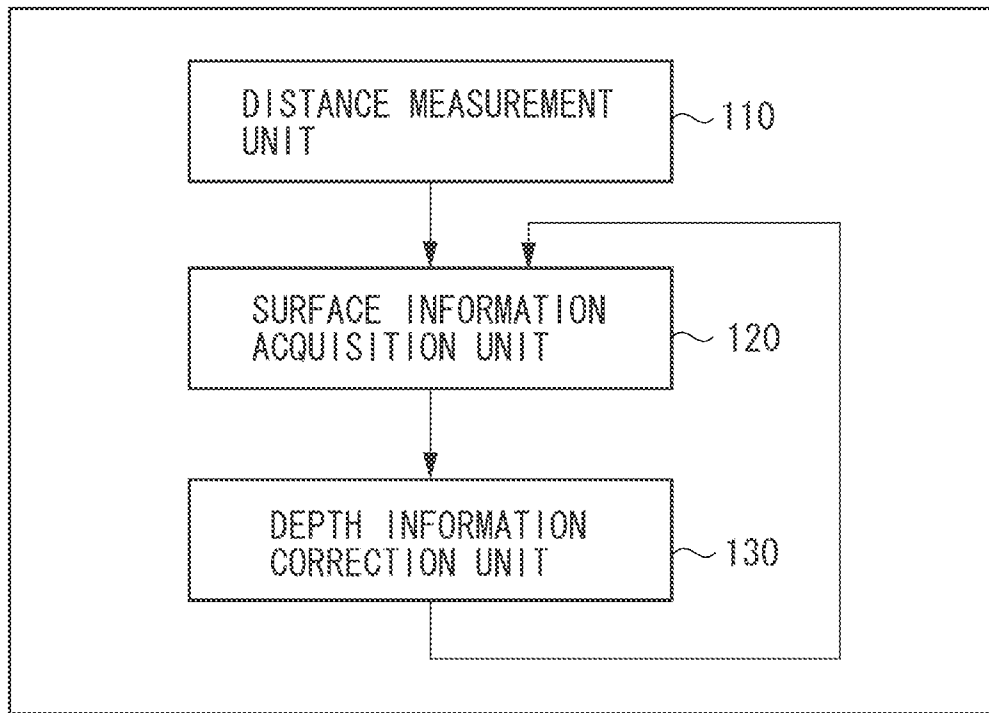 DISTANCE MEASUREMENT
UNIT
110
SURFACE INFORMATION
ACQUISITION UNIT
120
DEPTH INFORMATION
CORRECTION UNIT
130